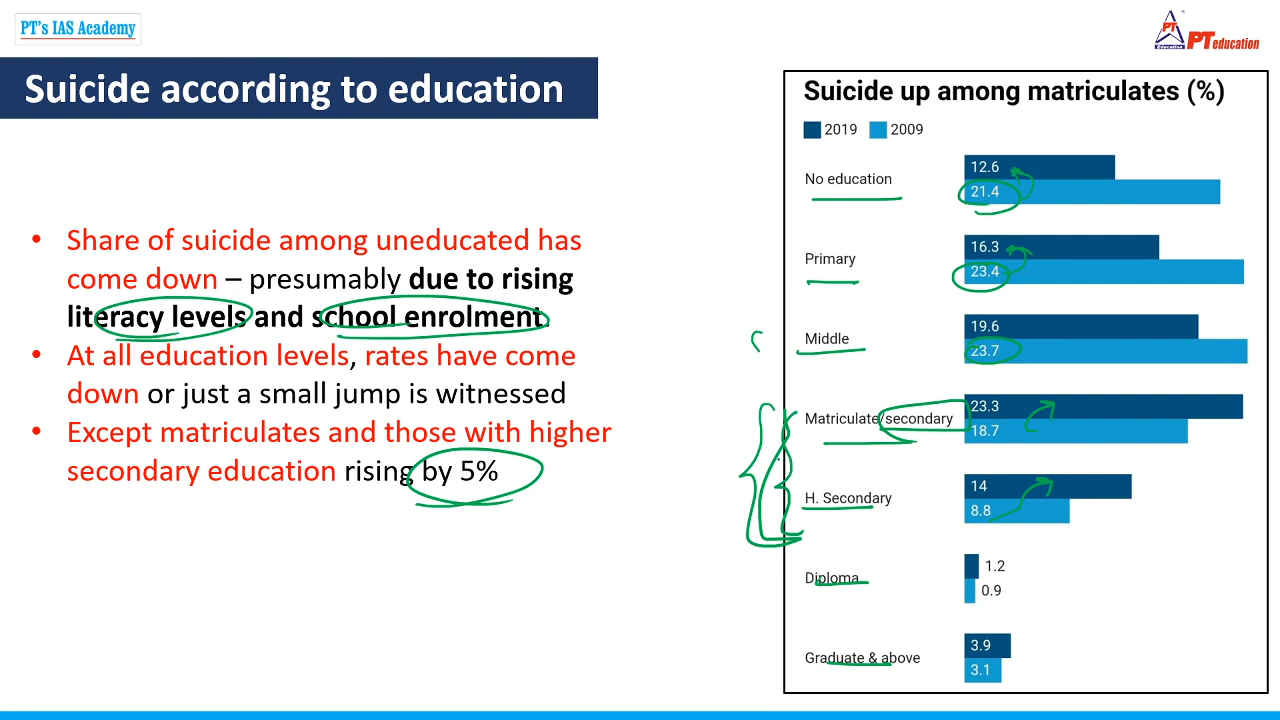 PT's IAS Academy
PT
Education
PT education
Suicide according to education
• Share of suicide among uneducated has
come down – presumably due to rising
literacy levels and school enrolment.
• At all education levels, rates have come
down or just a small jump is witnessed
• Except matriculates and those with higher
secondary education rising by 5%
Suicide up among matriculates (%)
2019 2009
No education
12.6
21.4
Primary
16.3
23.4
Middle
19.6
23.7
Matriculate/secondary
23.3
18.7
H. Secondary
14
8.8
Diploma
1.2
0.9
Graduate & above
3.9
3.1